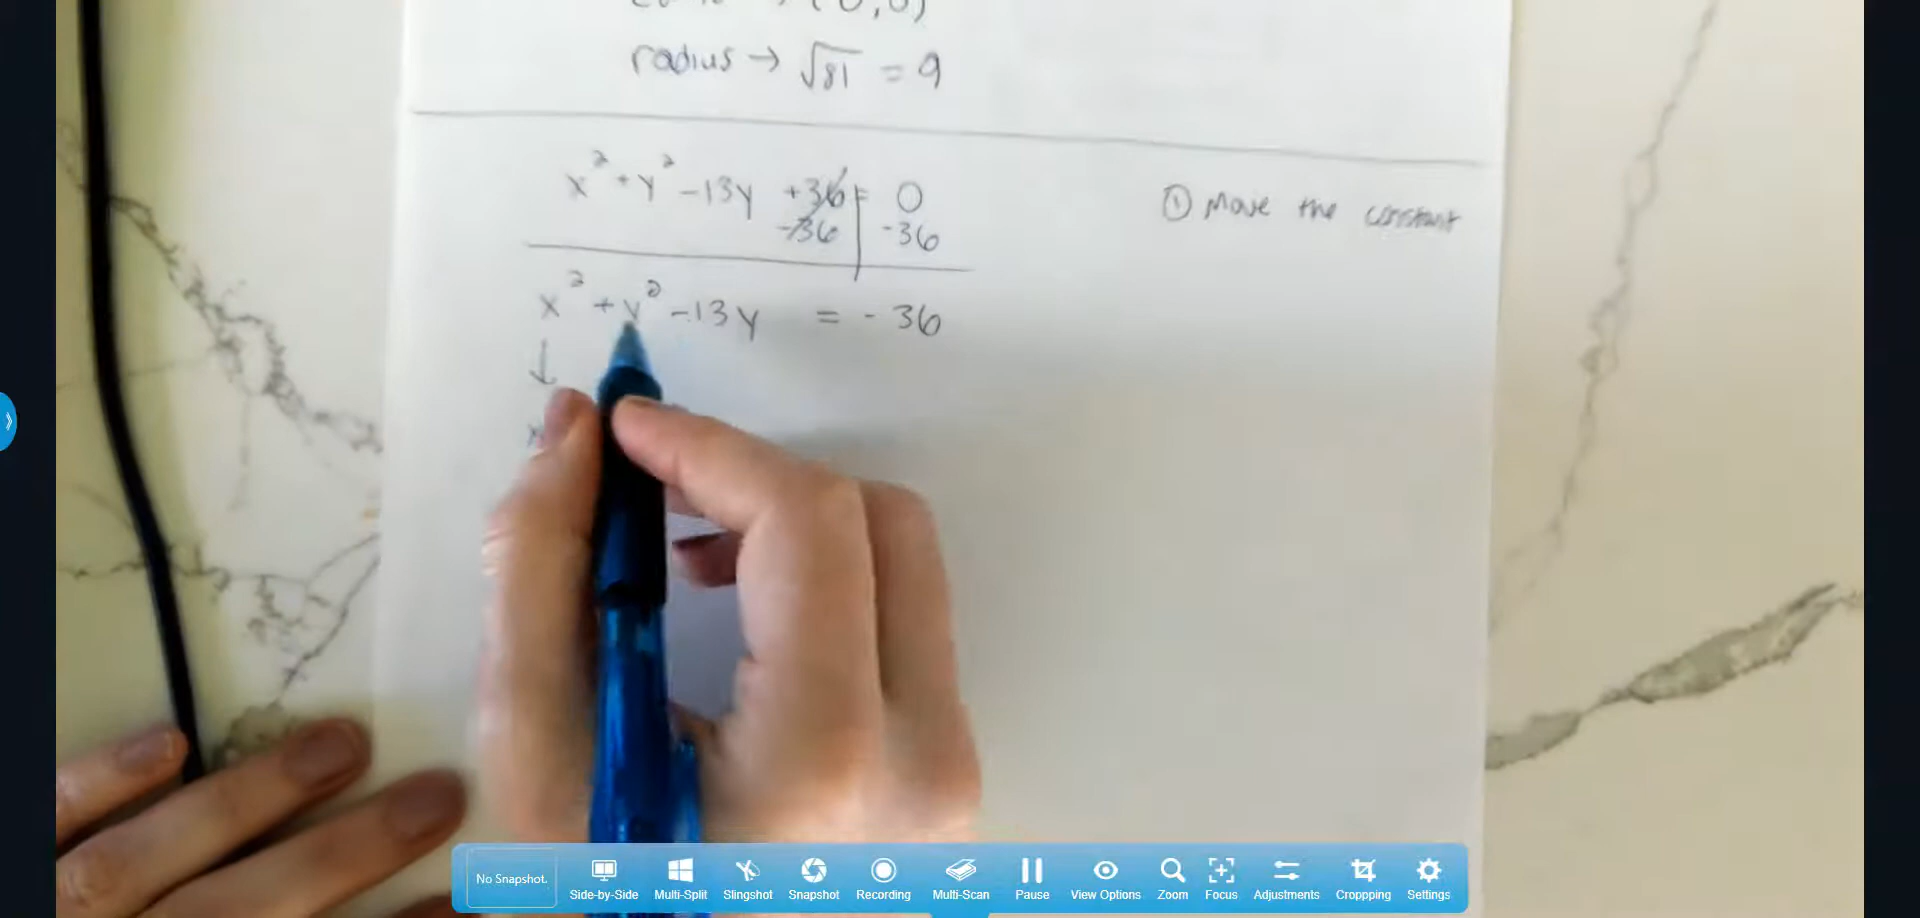 radius → √81 = 9
x² + y² - 13y + 36 = 0
-36 -36
① Move the constant
x² + y² - 13y = - 36
↓
x
No Snapshot.
Side-by-Side
Multi-Split
Slingshot
Snapshot
Recording
Multi-Scan
Pause
View Options
Zoom
Focus
Adjustments
Croppping
Settings